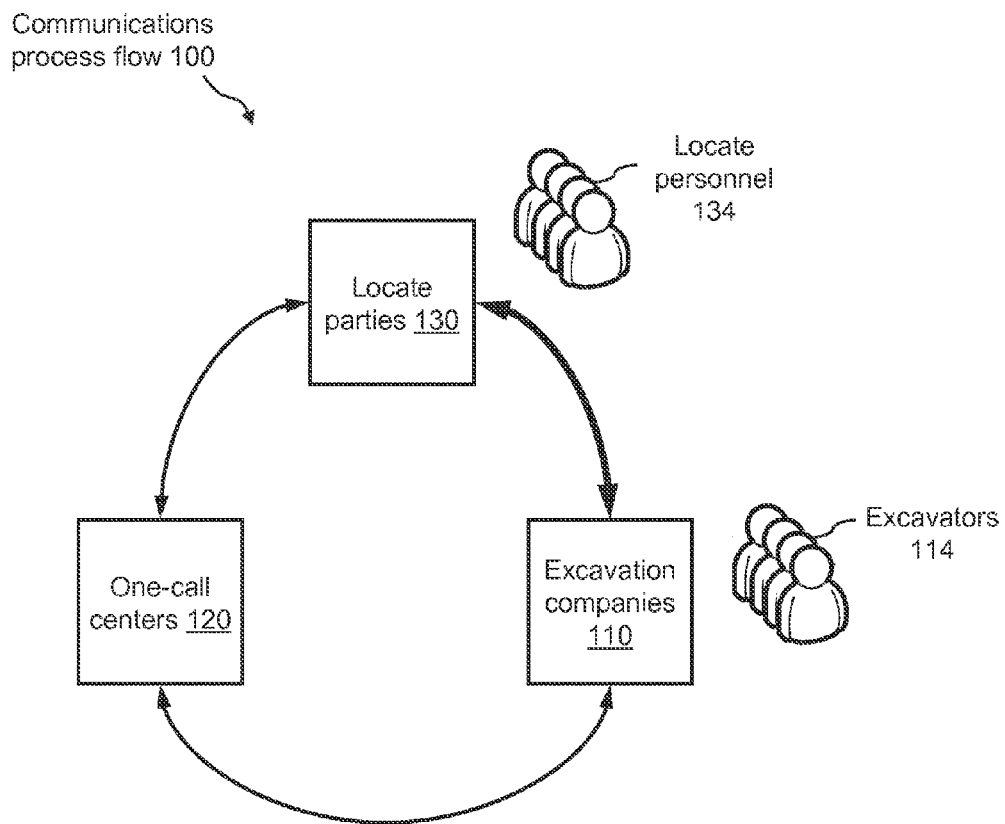 Communications
process flow 100
Locate
personnel
134
Locate
parties 130
Excavators
114
One-call
centers 120
Excavation
companies
110